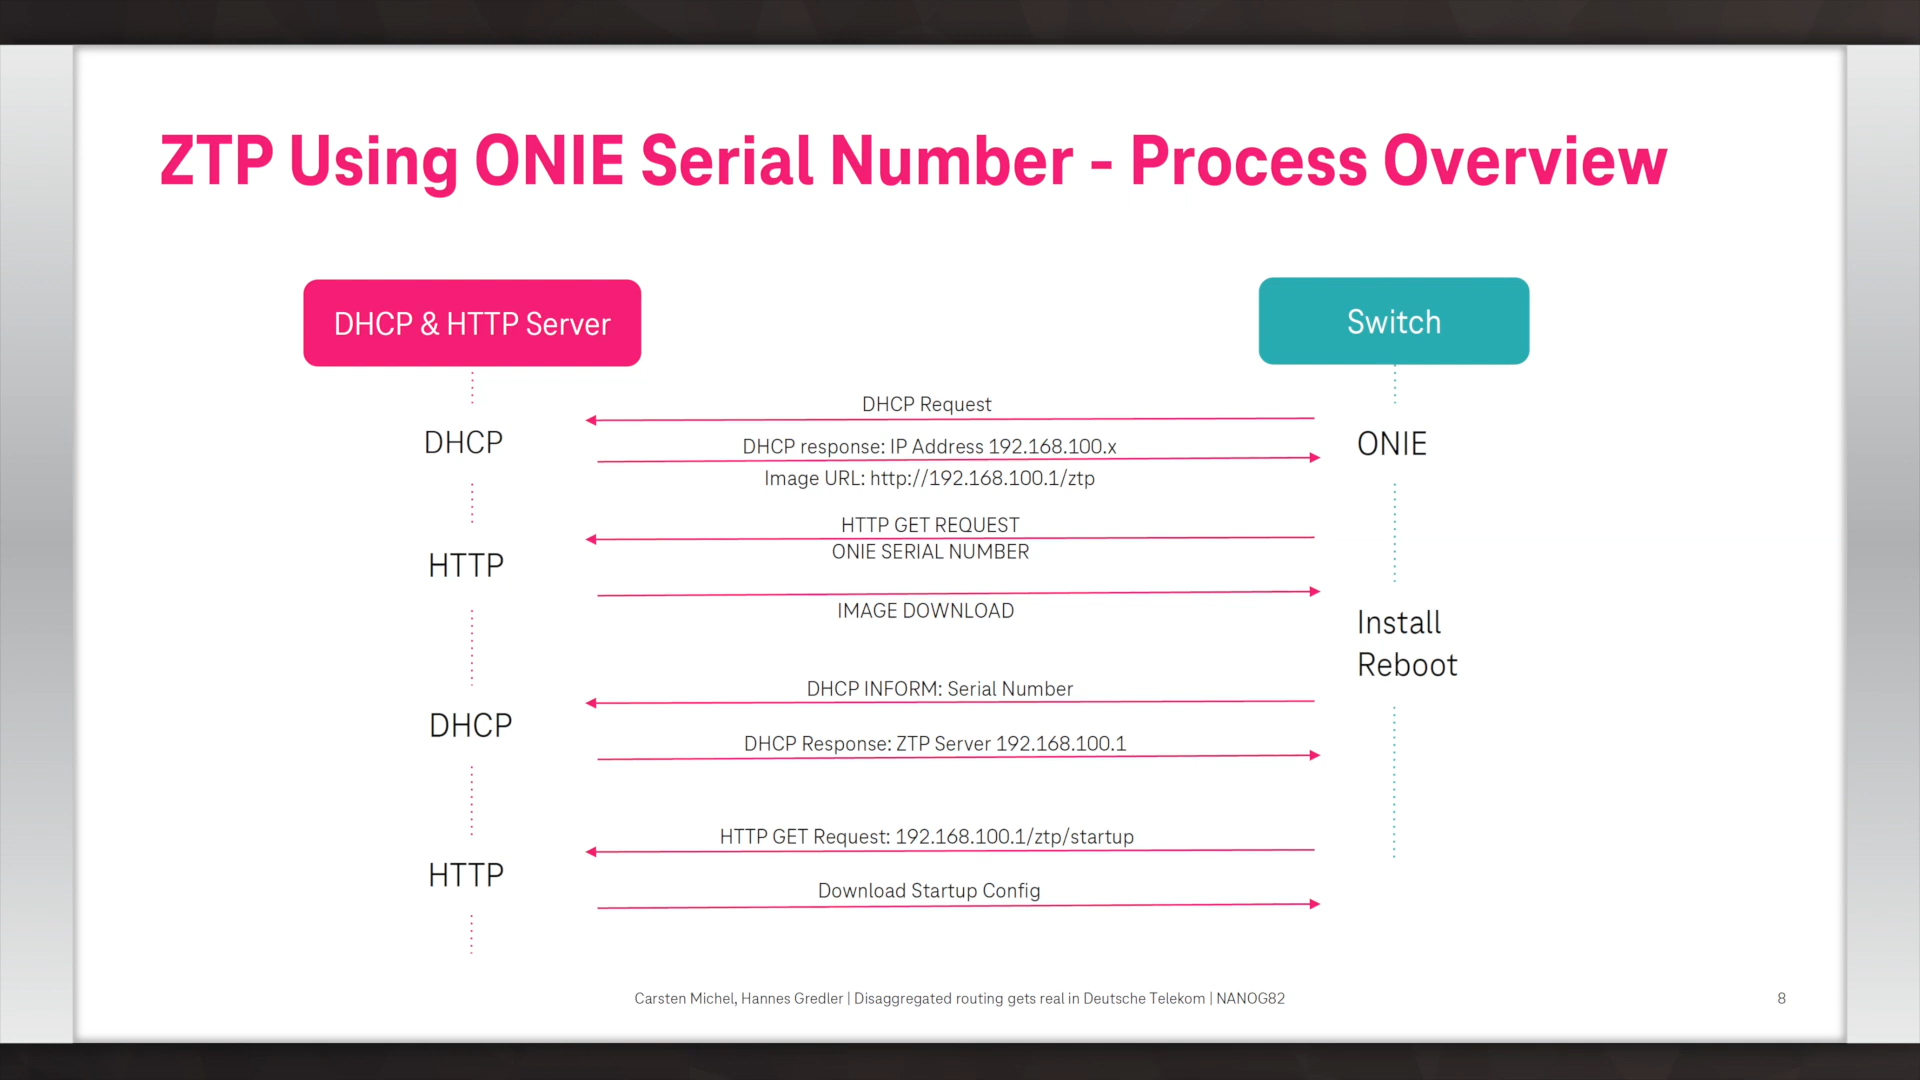 ZTP Using ONIE Serial Number - Process Overview
DHCP & HTTP Server
Switch
DHCP Request
DHCP
ONIE
DHCP response: IP Address 192.168.100.x
Image URL: http://192.168.100.1/ztp
HTTP GET REQUEST
ONIE SERIAL NUMBER
HTTP
IMAGE DOWNLOAD
Install
Reboot
DHCP INFORM: Serial Number
DHCP
DHCP Response: ZTP Server 192.168.100.1
HTTP GET Request: 192.168.100.1/ztp/startup
HTTP
Download Startup Config
Carsten Michel, Hannes Gredler | Disaggregated routing gets real in Deutsche Telekom | NANOG82
8